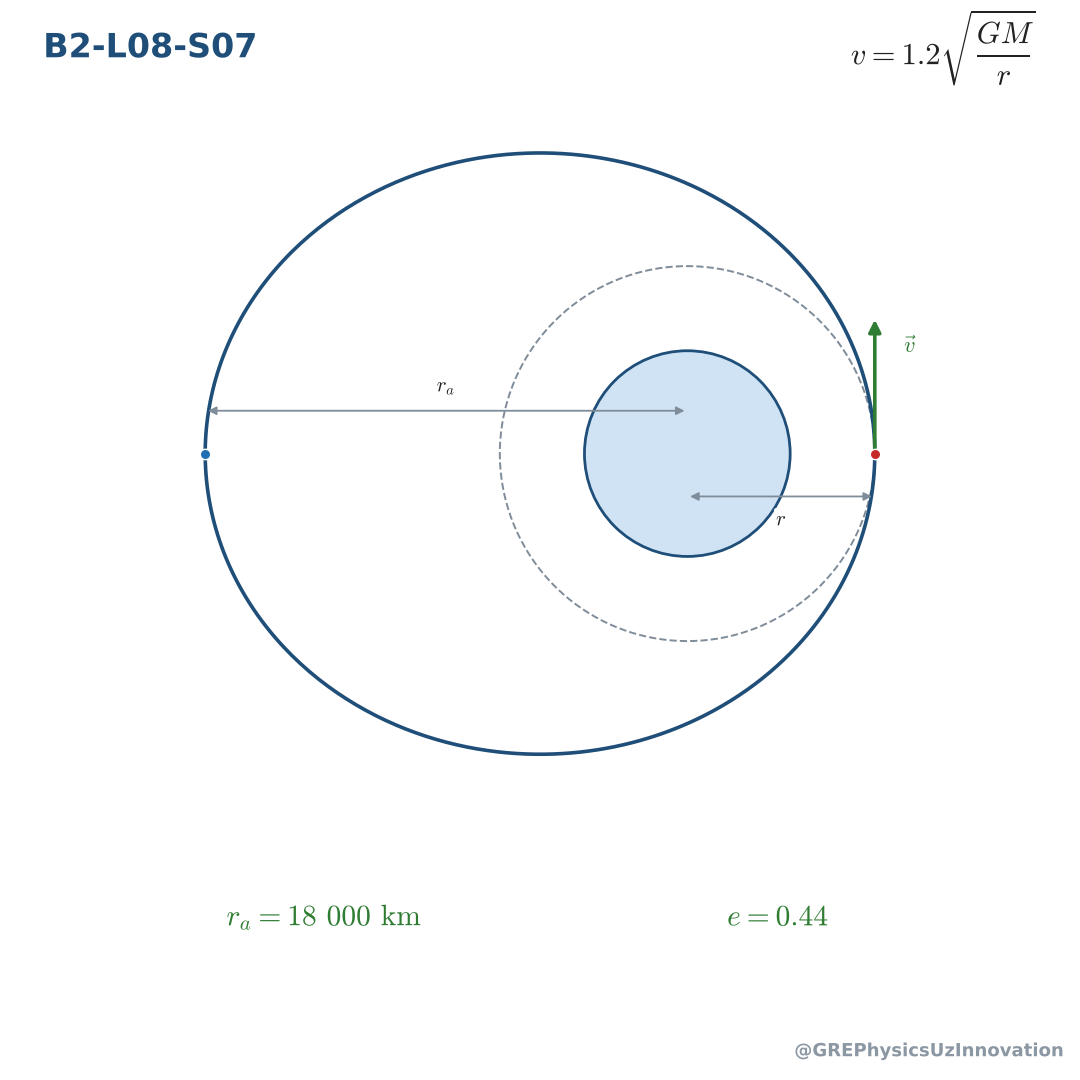 B2-L08-S07
v = 1.2√(GM/r)
r_a
v⃗
r
r_a = 18 000 km
e = 0.44
@GREPhysicsUzInnovation